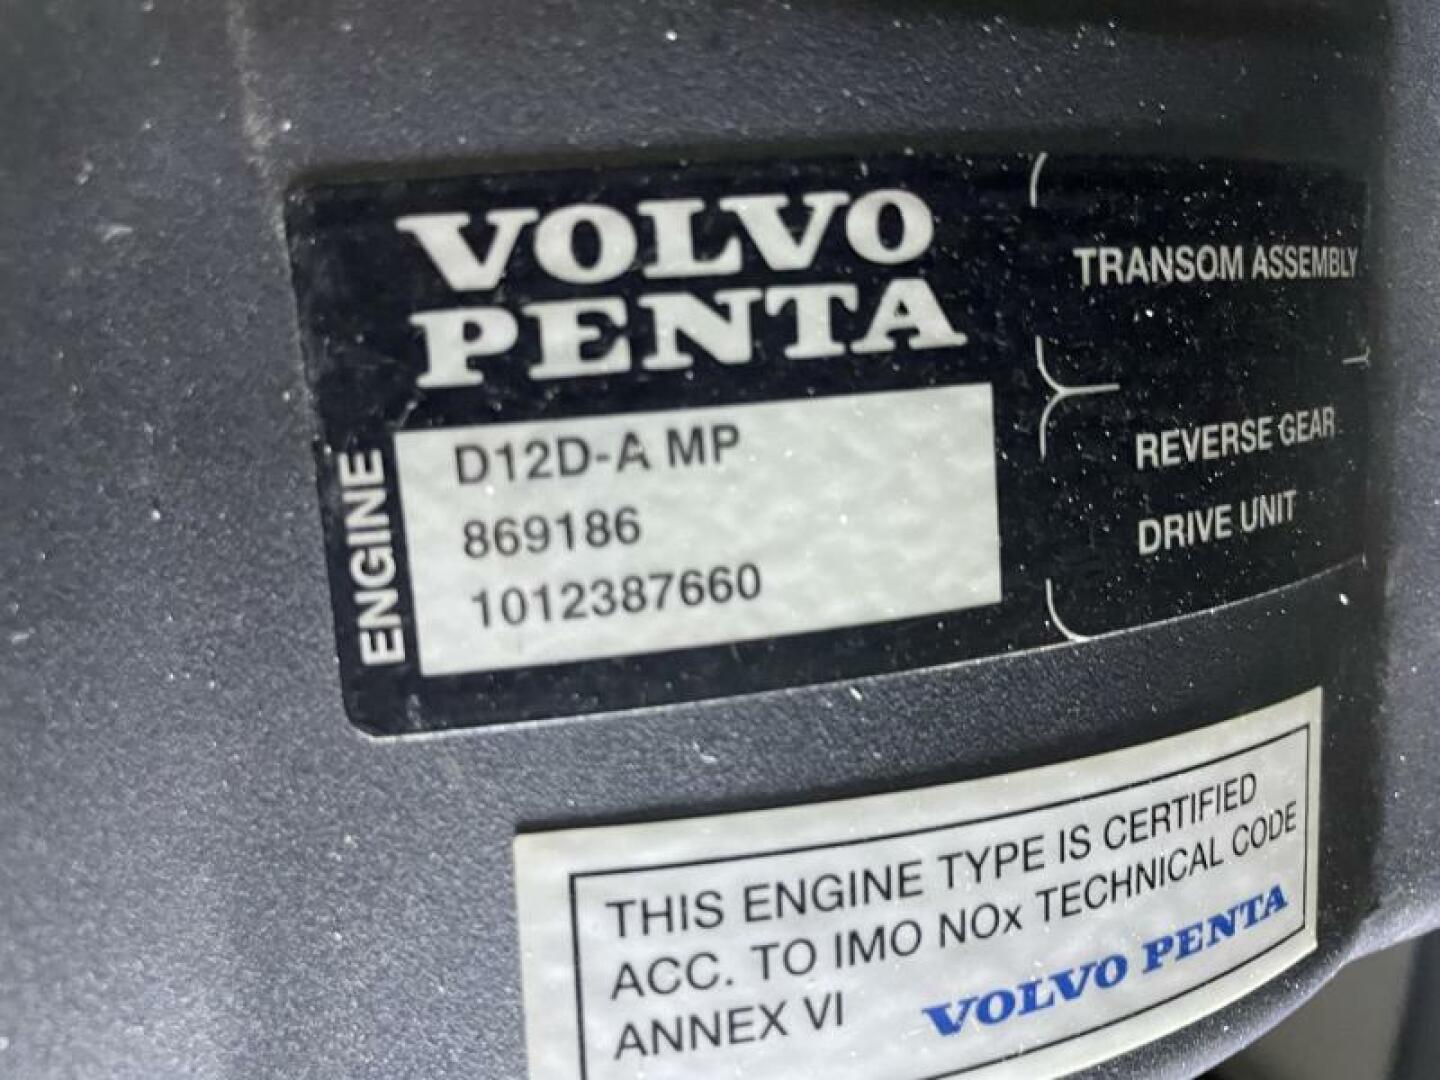 VOLVO
PENTA
ENGINE
D12D-A MP
869186
1012387660
TRANSOM ASSEMBLY
REVERSE GEAR
DRIVE UNIT
THIS ENGINE TYPE IS CERTIFIED
ACC. TO IMO NOx TECHNICAL CODE
ANNEX VI
VOLVO PENTA